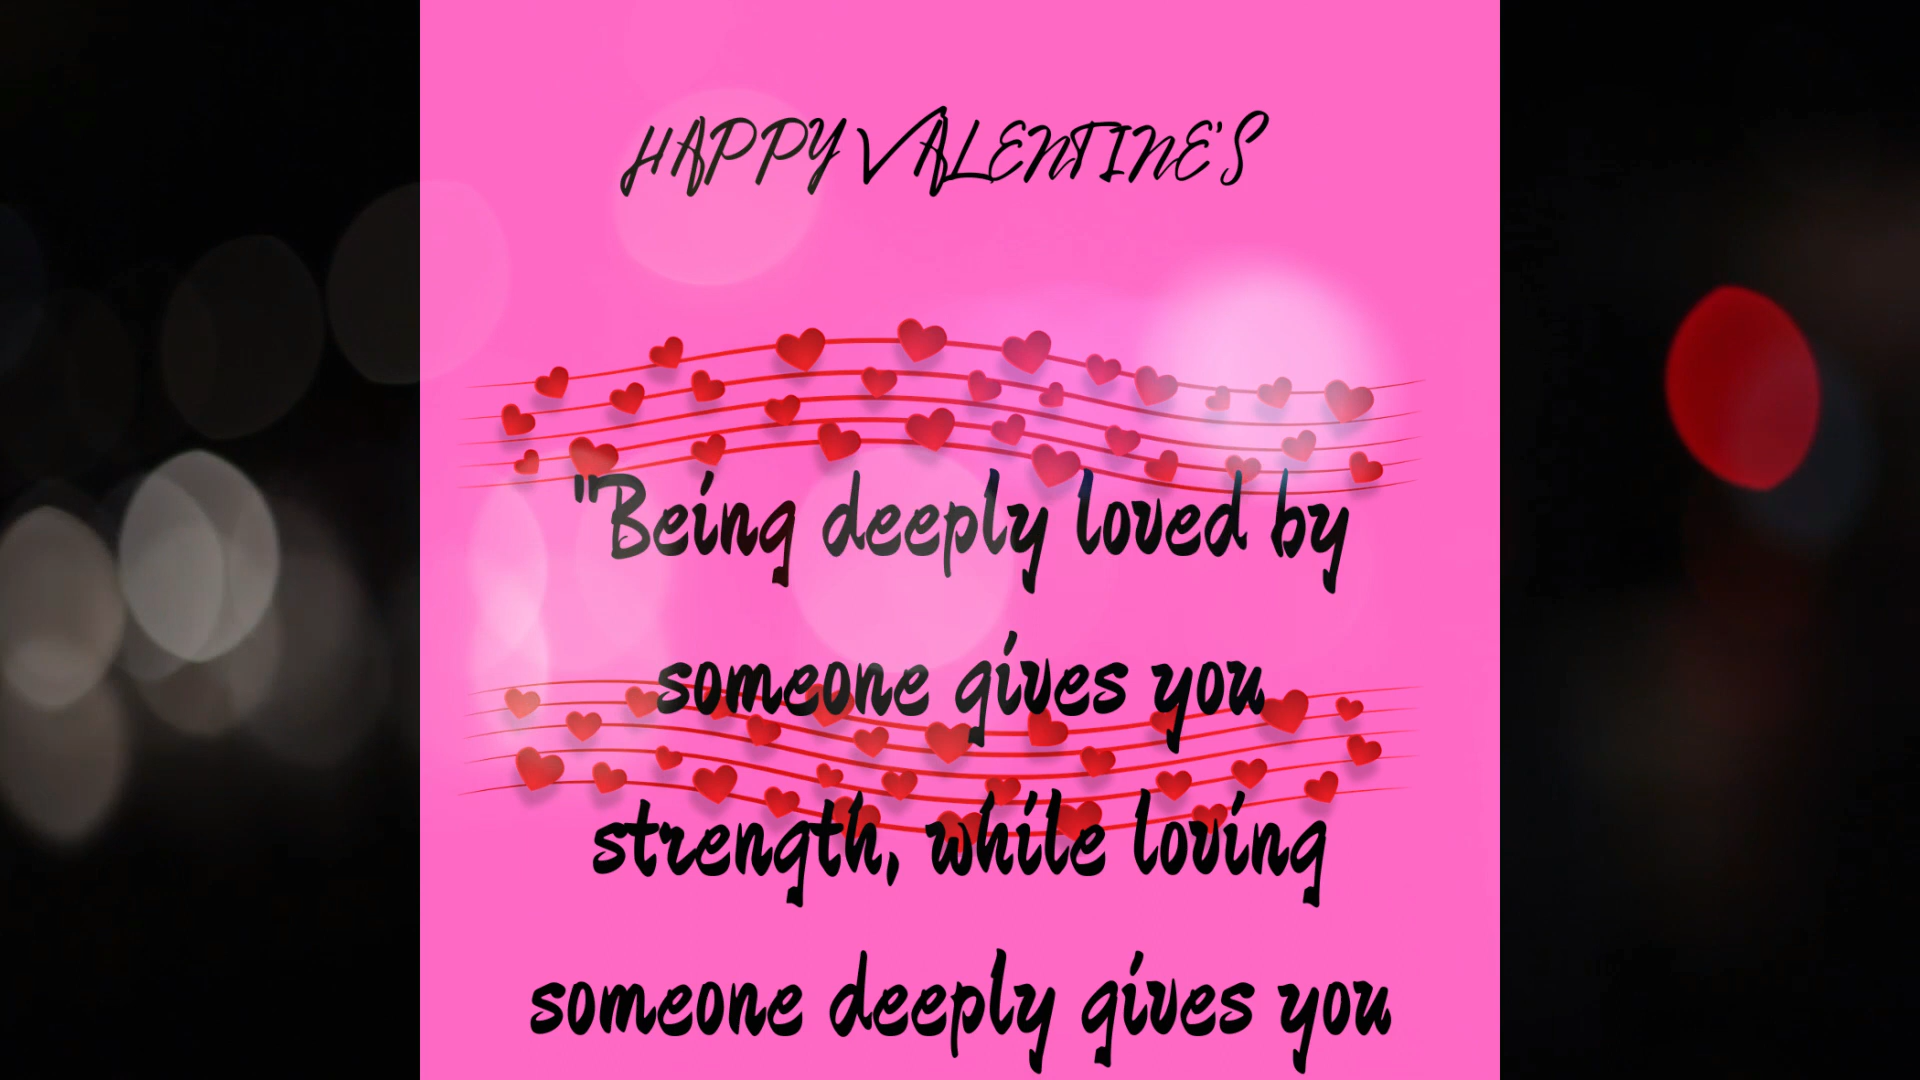 HAPPY VALENTINE'S
"Being deeply loved by
someone gives you
strength, while loving
someone deeply gives you